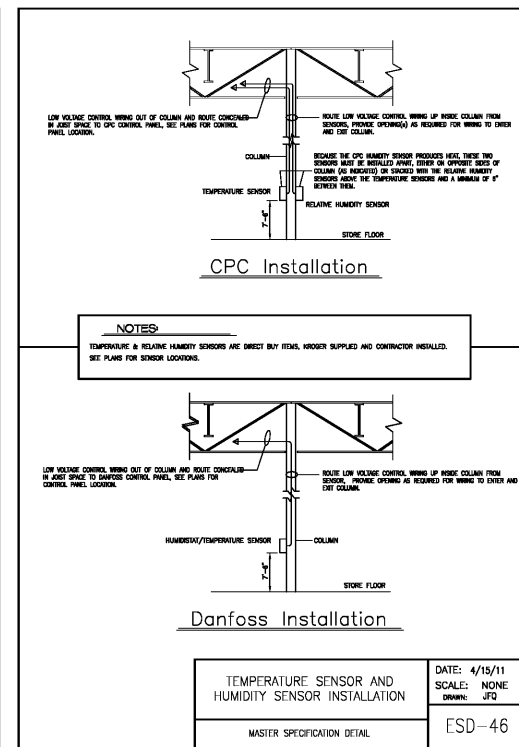 LOW VOLTAGE CONTROL WIRING OUT OF COLUMN AND ROUTE CONCEALED
IN JOIST SPACE TO CPC CONTROL PANEL, SEE PLANS FOR CONTROL
PANEL LOCATION.
ROUTE LOW VOLTAGE CONTROL WIRING UP INSIDE COLUMN FROM
SENSORS, PROVIDE OPENING(s) AS REQUIRED FOR WIRING TO ENTER
AND EXIT COLUMN.
COLUMN
BECAUSE THE CPC HUMIDITY SENSOR PRODUCES HEAT, THESE TWO
SENSORS MUST BE INSTALLED APART, EITHER ON OPPOSITE SIDES OF
COLUMN (AS INDICATED) OR STACKED WITH THE RELATIVE HUMIDITY
SENSORS ABOVE THE TEMPERATURE SENSORS AND A MINIMUM OF 6"
BETWEEN THEM.
TEMPERATURE SENSOR
RELATIVE HUMIDITY SENSOR
7'-6"
STORE FLOOR
CPC Installation
NOTES:
TEMPERATURE & RELATIVE HUMIDITY SENSORS ARE DIRECT BUY ITEMS, KROGER SUPPLIED AND CONTRACTOR INSTALLED.
SEE PLANS FOR SENSOR LOCATIONS.
LOW VOLTAGE CONTROL WIRING OUT OF COLUMN AND ROUTE CONCEALED
IN JOIST SPACE TO DANFOSS CONTROL PANEL, SEE PLANS FOR
CONTROL PANEL LOCATION.
ROUTE LOW VOLTAGE CONTROL WIRING UP INSIDE COLUMN FROM
SENSOR, PROVIDE OPENING AS REQUIRED FOR WIRING TO ENTER AND
EXIT COLUMN.
HUMIDISTAT/TEMPERATURE SENSOR
COLUMN
7'-6"
STORE FLOOR
Danfoss Installation
TEMPERATURE SENSOR AND
HUMIDITY SENSOR INSTALLATION
MASTER SPECIFICATION DETAIL
DATE: 4/15/11
SCALE: NONE
DRAWN: JFQ
ESD-46